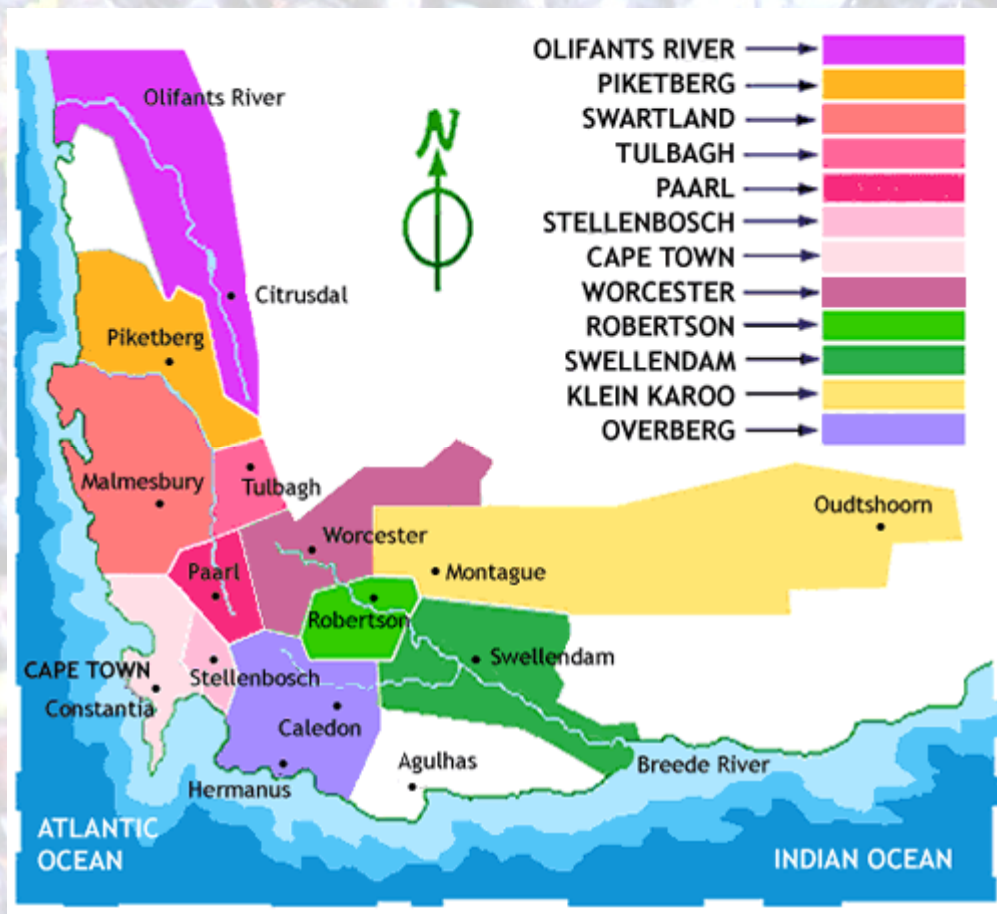 OLIFANTS RIVER
PIKETBERG
SWARTLAND
TULBAGH
PAARL
STELLENBOSCH
CAPE TOWN
WORCESTER
ROBERTSON
SWELLENDAM
KLEIN KAROO
OVERBERG
N
Olifants River
Citrusdal
Piketberg
Malmesbury
Tulbagh
Oudtshoorn
Worcester
Montague
Paarl
Robertson
Swellendam
CAPE TOWN
Stellenbosch
Constantia
Caledon
Agulhas
Breede River
Hermanus
ATLANTIC
OCEAN
INDIAN OCEAN